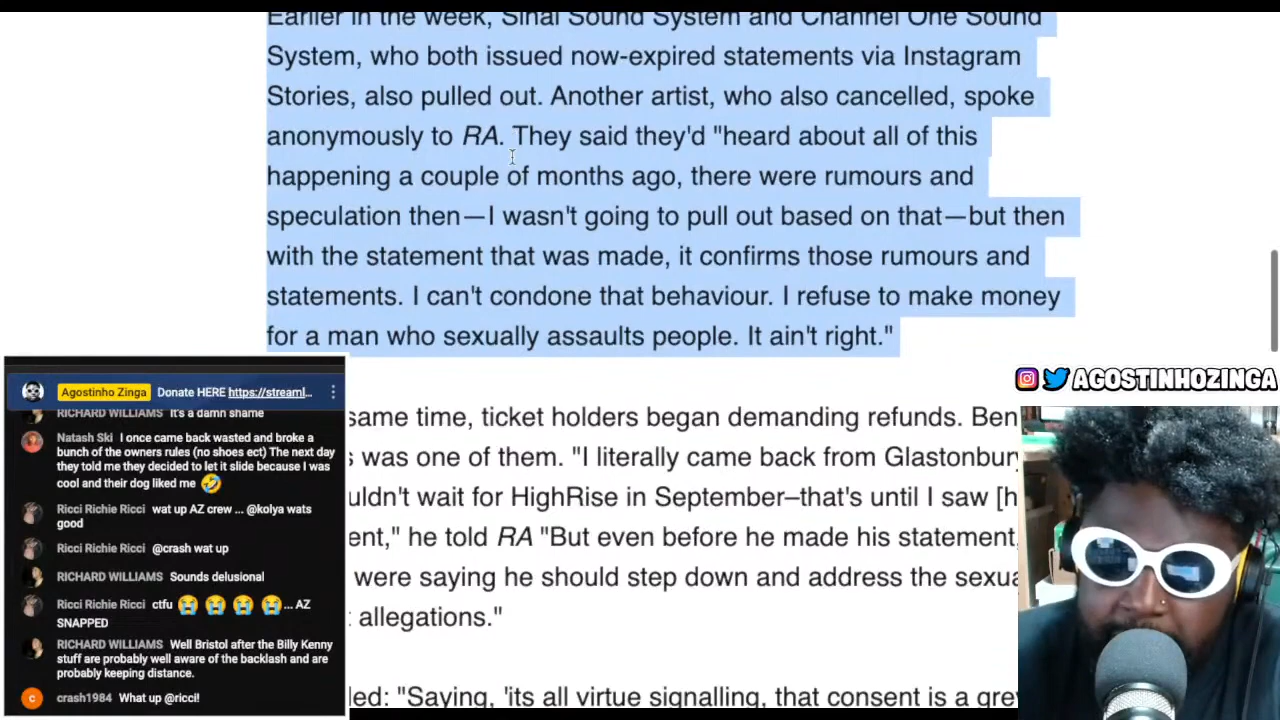 Earlier in the week, Sinai Sound System and Channel One Sound
System, who both issued now-expired statements via Instagram
Stories, also pulled out. Another artist, who also cancelled, spoke
anonymously to RA. They said they'd "heard about all of this
happening a couple of months ago, there were rumours and
speculation then—I wasn't going to pull out based on that—but then
with the statement that was made, it confirms those rumours and
statements. I can't condone that behaviour. I refuse to make money
for a man who sexually assaults people. It ain't right."
same time, ticket holders began demanding refunds. Ben
was one of them. "I literally came back from Glastonbury
uldn't wait for HighRise in September–that's until I saw [h
ent," he told RA "But even before he made his statement,
were saying he should step down and address the sexua
allegations."
led: "Saying, 'its all virtue signalling, that consent is a gre
Agostinho Zinga Donate HERE https://streaml...
RICHARD WILLIAMS It's a damn shame
Natash Ski I once came back wasted and broke a
bunch of the owners rules (no shoes ect) The next day
they told me they decided to let it slide because I was
cool and their dog liked me 🤣
Ricci Richie Ricci wat up AZ crew ... @kolya wats
good
Ricci Richie Ricci @crash wat up
RICHARD WILLIAMS Sounds delusional
Ricci Richie Ricci ctfu 😭 😭 😭 😭 ... AZ
SNAPPED
RICHARD WILLIAMS Well Bristol after the Billy Kenny
stuff are probably well aware of the backlash and are
probably keeping distance.
c crash1984 What up @ricci!
AGOSTINHOZINGA